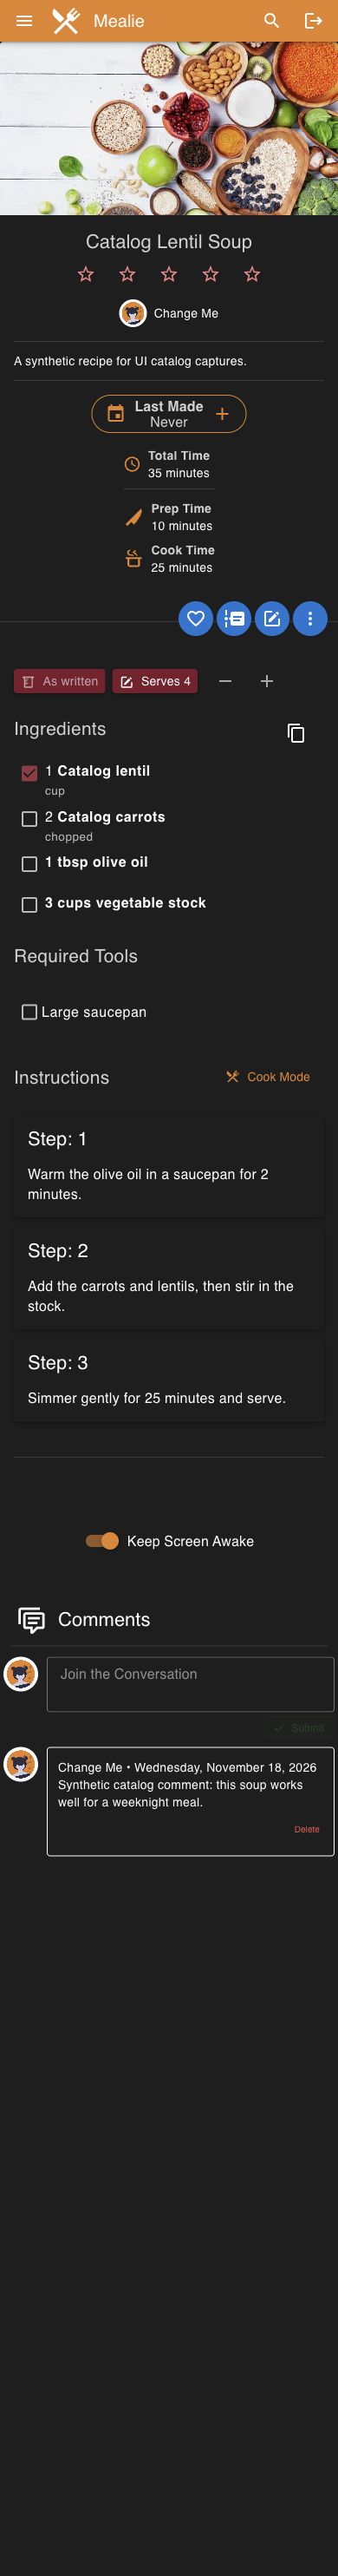 Mealie
Catalog Lentil Soup
Change Me
A synthetic recipe for UI catalog captures.
Last Made
Never
Total Time
35 minutes
Prep Time
10 minutes
Cook Time
25 minutes
As written
Serves 4
Ingredients
1 Catalog lentil
cup
2 Catalog carrots
chopped
1 tbsp olive oil
3 cups vegetable stock
Required Tools
Large saucepan
Instructions
Cook Mode
Step: 1
Warm the olive oil in a saucepan for 2
minutes.
Step: 2
Add the carrots and lentils, then stir in the
stock.
Step: 3
Simmer gently for 25 minutes and serve.
Keep Screen Awake
Comments
Join the Conversation
Submit
Change Me • Wednesday, November 18, 2026
Synthetic catalog comment: this soup works
well for a weeknight meal.
Delete